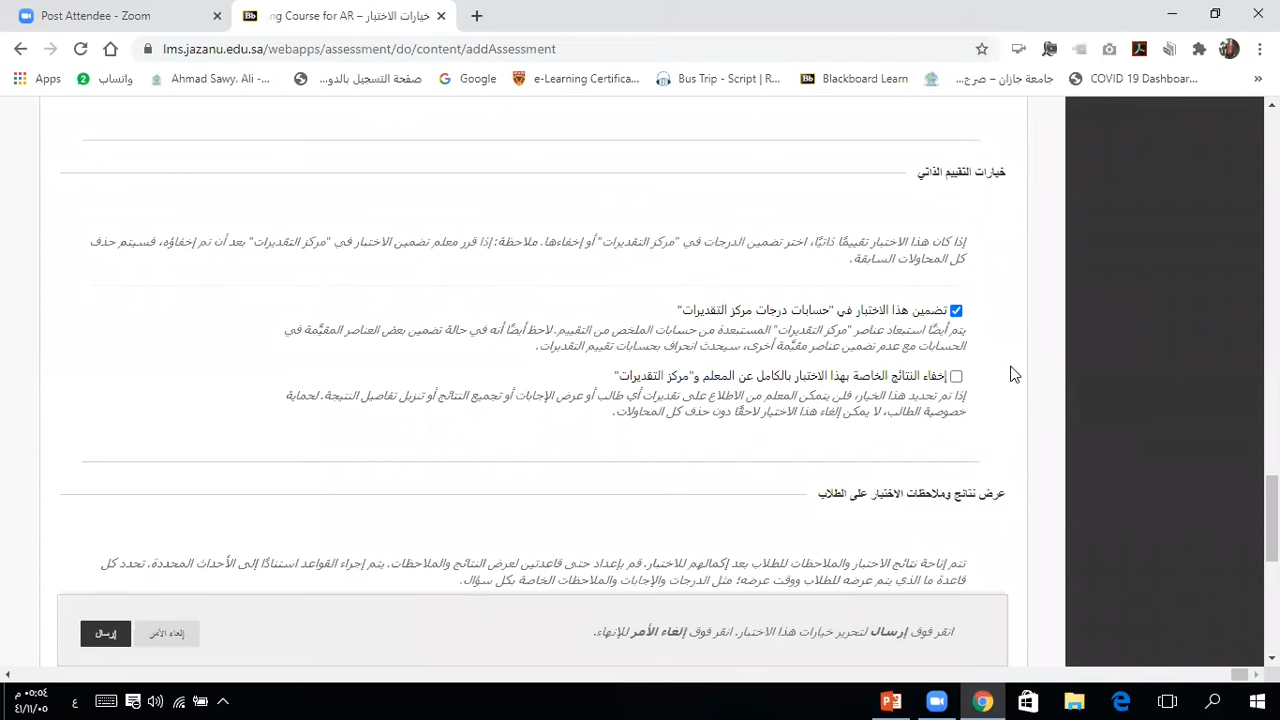 Post Attendee - Zoom
خيارات الاختبار – ng Course for AR
lms.jazanu.edu.sa/webapps/assessment/do/content/addAssessment
Apps
واتساب
Ahmad Sawy. Ali -...
صفحة التسجيل بالدو...
Google
e-Learning Certifica...
Bus Trip - Script | R...
Blackboard Learn
جامعة جازان – صرح...
COVID 19 Dashboar...
خيارات التقييم الذاتي
إذا كان هذا الاختبار تقييمًا ذاتيًا، اختر تضمين الدرجات في "مركز التقديرات" أو إخفاءها. ملاحظة: إذا قرر معلم تضمين الاختبار في "مركز التقديرات" بعد أن تم إخفاؤه، فسيتم حذف
كل المحاولات السابقة.
تضمين هذا الاختبار في "حسابات درجات مركز التقديرات"
يتم أيضًا استبعاد عناصر "مركز التقديرات" المستبعدة من حسابات الملخص من التقييم. لاحظ أيضًا أنه في حالة تضمين بعض العناصر المقيَّمة في
الحسابات مع عدم تضمين عناصر مقيَّمة أخرى، سيحدث انحراف بحسابات تقييم التقديرات.
إخفاء النتائج الخاصة بهذا الاختبار بالكامل عن المعلم و"مركز التقديرات"
إذا تم تحديد هذا الخيار، فلن يتمكن المعلم من الاطلاع على تقديرات أي طالب أو عرض الإجابات أو تجميع النتائج أو تنزيل تفاصيل النتيجة. لحماية
خصوصية الطالب، لا يمكن إلغاء هذا الاختيار لاحقًا دون حذف كل المحاولات.
عرض نتائج وملاحظات الاختبار على الطلاب
تتم إتاحة نتائج الاختبار والملاحظات للطلاب بعد إكمالهم للاختبار. قم بإعداد حتى قاعدتين لعرض النتائج والملاحظات. يتم إجراء القواعد استنادًا إلى الأحداث المحددة. تحدد كل
قاعدة ما الذي يتم عرضه للطلاب ووقت عرضه؛ مثل الدرجات والإجابات والملاحظات الخاصة بكل سؤال.
انقر فوق إرسال لتحرير خيارات هذا الاختبار. انقر فوق إلغاء الأمر للإنهاء.
إلغاء الأمر
إرسال
ع